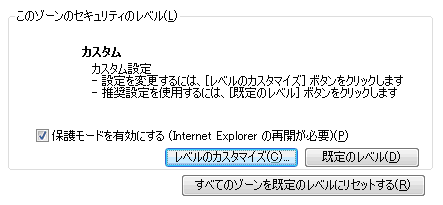 このゾーンのセキュリティのレベル(L)
カスタム
カスタム設定
- 設定を変更するには、[レベルのカスタマイズ] ボタンをクリックします
- 推奨設定を使用するには、[既定のレベル] ボタンをクリックします
保護モードを有効にする (Internet Explorer の再開が必要)(P)
レベルのカスタマイズ(C)... 既定のレベル(D)
すべてのゾーンを既定のレベルにリセットする(R)